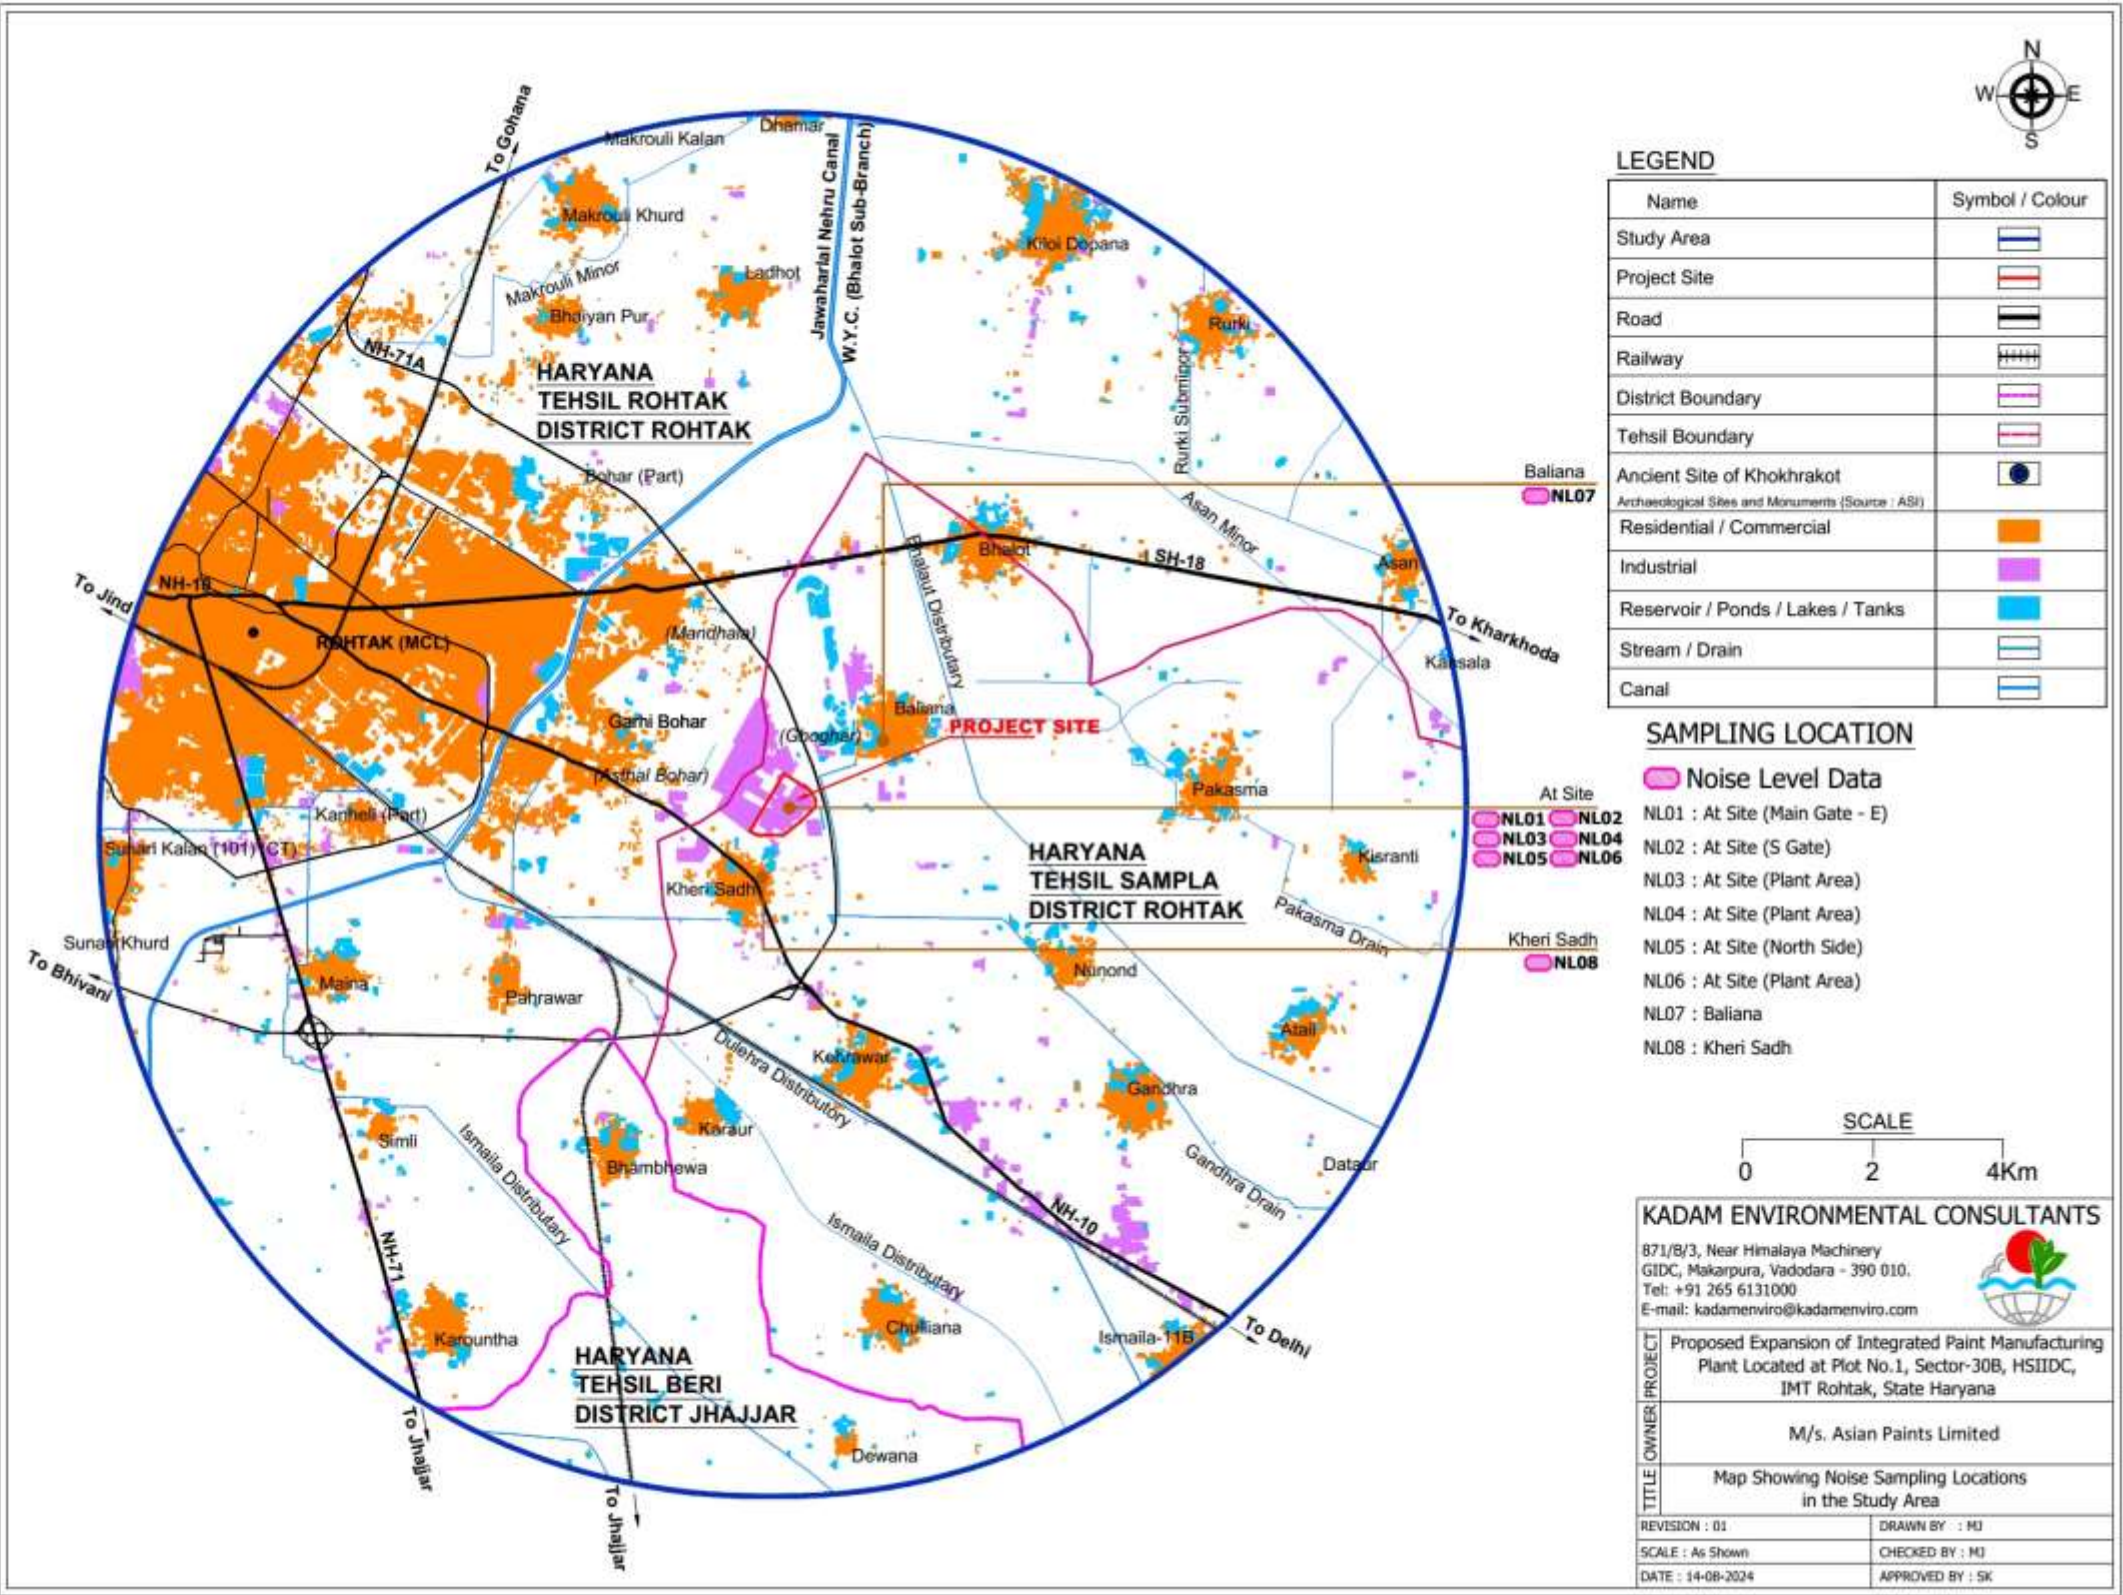 N
W
E
S
To Gohana
Makrouli Kalan
Dhamar
Makrouli Khurd
Jawaharlal Nehru Canal
W.Y.C. (Bhalot Sub-Branch)
Kiloi Dopana
Makrouli Minor
Ladhot
Bhaiyan Pur
Rurki
Rurki Subminor
NH-71A
HARYANA
TEHSIL ROHTAK
DISTRICT ROHTAK
Bohar (Part)
Asan Minor
Bhalaut Distributary
Bhalot
SH-18
Asan
To Jind
NH-10
ROHTAK (MCL)
(Mandhala)
To Kharkhoda
Kansala
Garhi Bohar
(Gboghar)
Baliana
PROJECT SITE
(Asthal Bohar)
Pakasma
Kanheli (Part)
Sunari Kalan (101) (CT)
Kheri Sadh
HARYANA
TEHSIL SAMPLA
DISTRICT ROHTAK
Kisranti
Pakasma Drain
Sunari Khurd
To Bhivani
Maina
Pahrawar
Nunond
Atail
Dulehra Distributory
Kehrawar
Gandhra
Simli
Karaur
Bhambhewa
Ismaila Distributary
Gandhra Drain
Dataur
NH-10
Ismaila Distributary
NH-71
Karountha
Chulliana
Ismaila-11B
To Delhi
HARYANA
TEHSIL BERI
DISTRICT JHAJJAR
Dewana
To Jhajjar
To Jhajjar
Baliana
NL07
At Site
NL01 NL02
NL03 NL04
NL05 NL06
Kheri Sadh
NL08
LEGEND
Name Symbol / Colour
Study Area
Project Site
Road
Railway
District Boundary
Tehsil Boundary
Ancient Site of Khokhrakot
Archaeological Sites and Monuments (Source : ASI)
Residential / Commercial
Industrial
Reservoir / Ponds / Lakes / Tanks
Stream / Drain
Canal
SAMPLING LOCATION
Noise Level Data
NL01 : At Site (Main Gate - E)
NL02 : At Site (S Gate)
NL03 : At Site (Plant Area)
NL04 : At Site (Plant Area)
NL05 : At Site (North Side)
NL06 : At Site (Plant Area)
NL07 : Baliana
NL08 : Kheri Sadh
SCALE
0 2 4Km
KADAM ENVIRONMENTAL CONSULTANTS
871/B/3, Near Himalaya Machinery
GIDC, Makarpura, Vadodara - 390 010.
Tel: +91 265 6131000
E-mail: kadamenviro@kadamenviro.com
PROJECT
Proposed Expansion of Integrated Paint Manufacturing
Plant Located at Plot No.1, Sector-30B, HSIIDC,
IMT Rohtak, State Haryana
OWNER
M/s. Asian Paints Limited
TITLE
Map Showing Noise Sampling Locations
in the Study Area
REVISION : 01 DRAWN BY : MJ
SCALE : As Shown CHECKED BY : MJ
DATE : 14-08-2024 APPROVED BY : SK